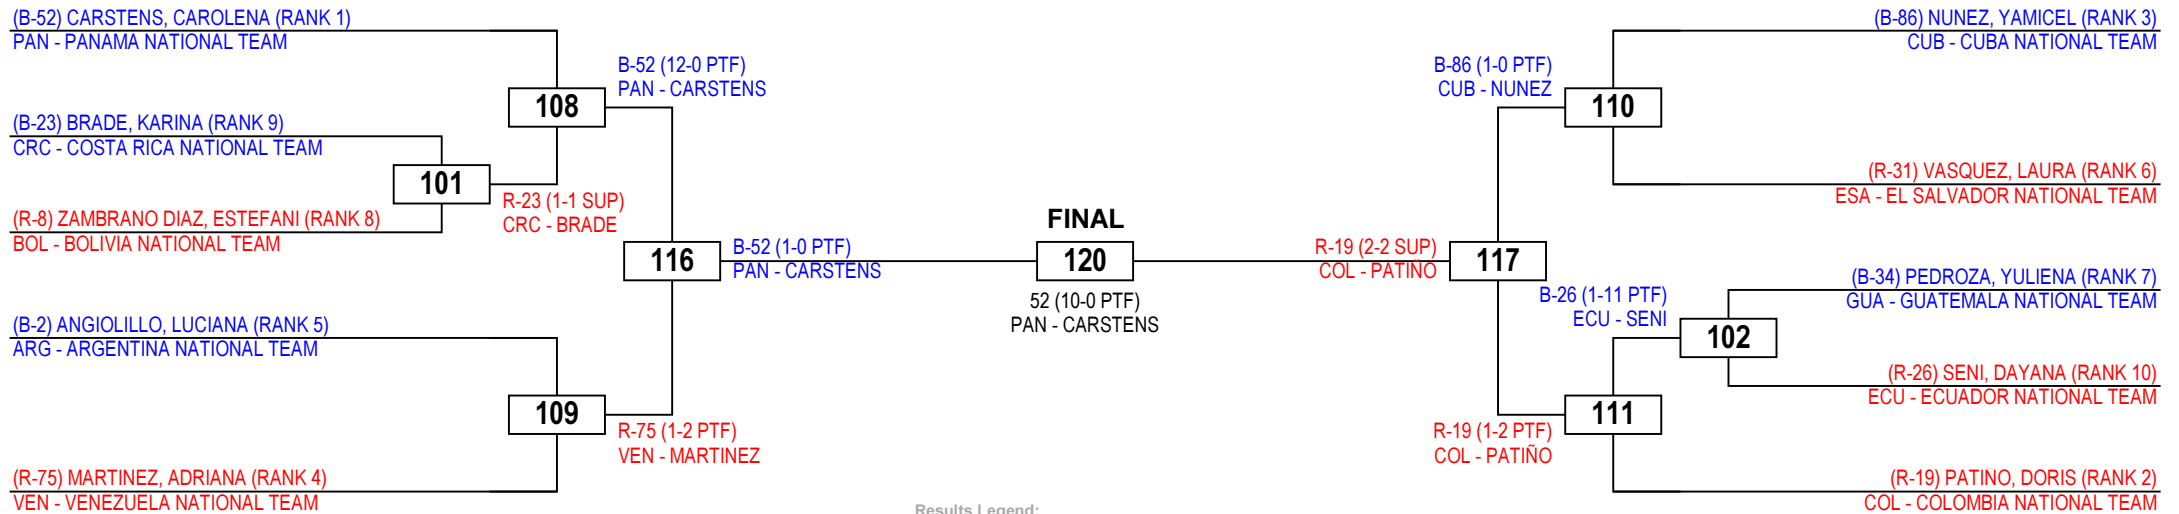 (B-52) CARSTENS, CAROLENA (RANK 1)
PAN - PANAMA NATIONAL TEAM
B-52 (12-0 PTF)
PAN - CARSTENS
108
(B-23) BRADE, KARINA (RANK 9)
CRC - COSTA RICA NATIONAL TEAM
101
R-23 (1-1 SUP)
CRC - BRADE
(R-8) ZAMBRANO DIAZ, ESTEFANI (RANK 8)
BOL - BOLIVIA NATIONAL TEAM
116
B-52 (1-0 PTF)
PAN - CARSTENS
(B-2) ANGIOLILLO, LUCIANA (RANK 5)
ARG - ARGENTINA NATIONAL TEAM
109
R-75 (1-2 PTF)
VEN - MARTINEZ
(R-75) MARTINEZ, ADRIANA (RANK 4)
VEN - VENEZUELA NATIONAL TEAM
FINAL
120
52 (10-0 PTF)
PAN - CARSTENS
(B-86) NUNEZ, YAMICEL (RANK 3)
CUB - CUBA NATIONAL TEAM
B-86 (1-0 PTF)
CUB - NUNEZ
110
(R-31) VASQUEZ, LAURA (RANK 6)
ESA - EL SALVADOR NATIONAL TEAM
R-19 (2-2 SUP)
COL - PATIÑO
117
(B-34) PEDROZA, YULIENA (RANK 7)
GUA - GUATEMALA NATIONAL TEAM
B-26 (1-11 PTF)
ECU - SENI
102
(R-26) SENI, DAYANA (RANK 10)
ECU - ECUADOR NATIONAL TEAM
111
R-19 (1-2 PTF)
COL - PATIÑO
(R-19) PATINO, DORIS (RANK 2)
COL - COLOMBIA NATIONAL TEAM
Results Legend: